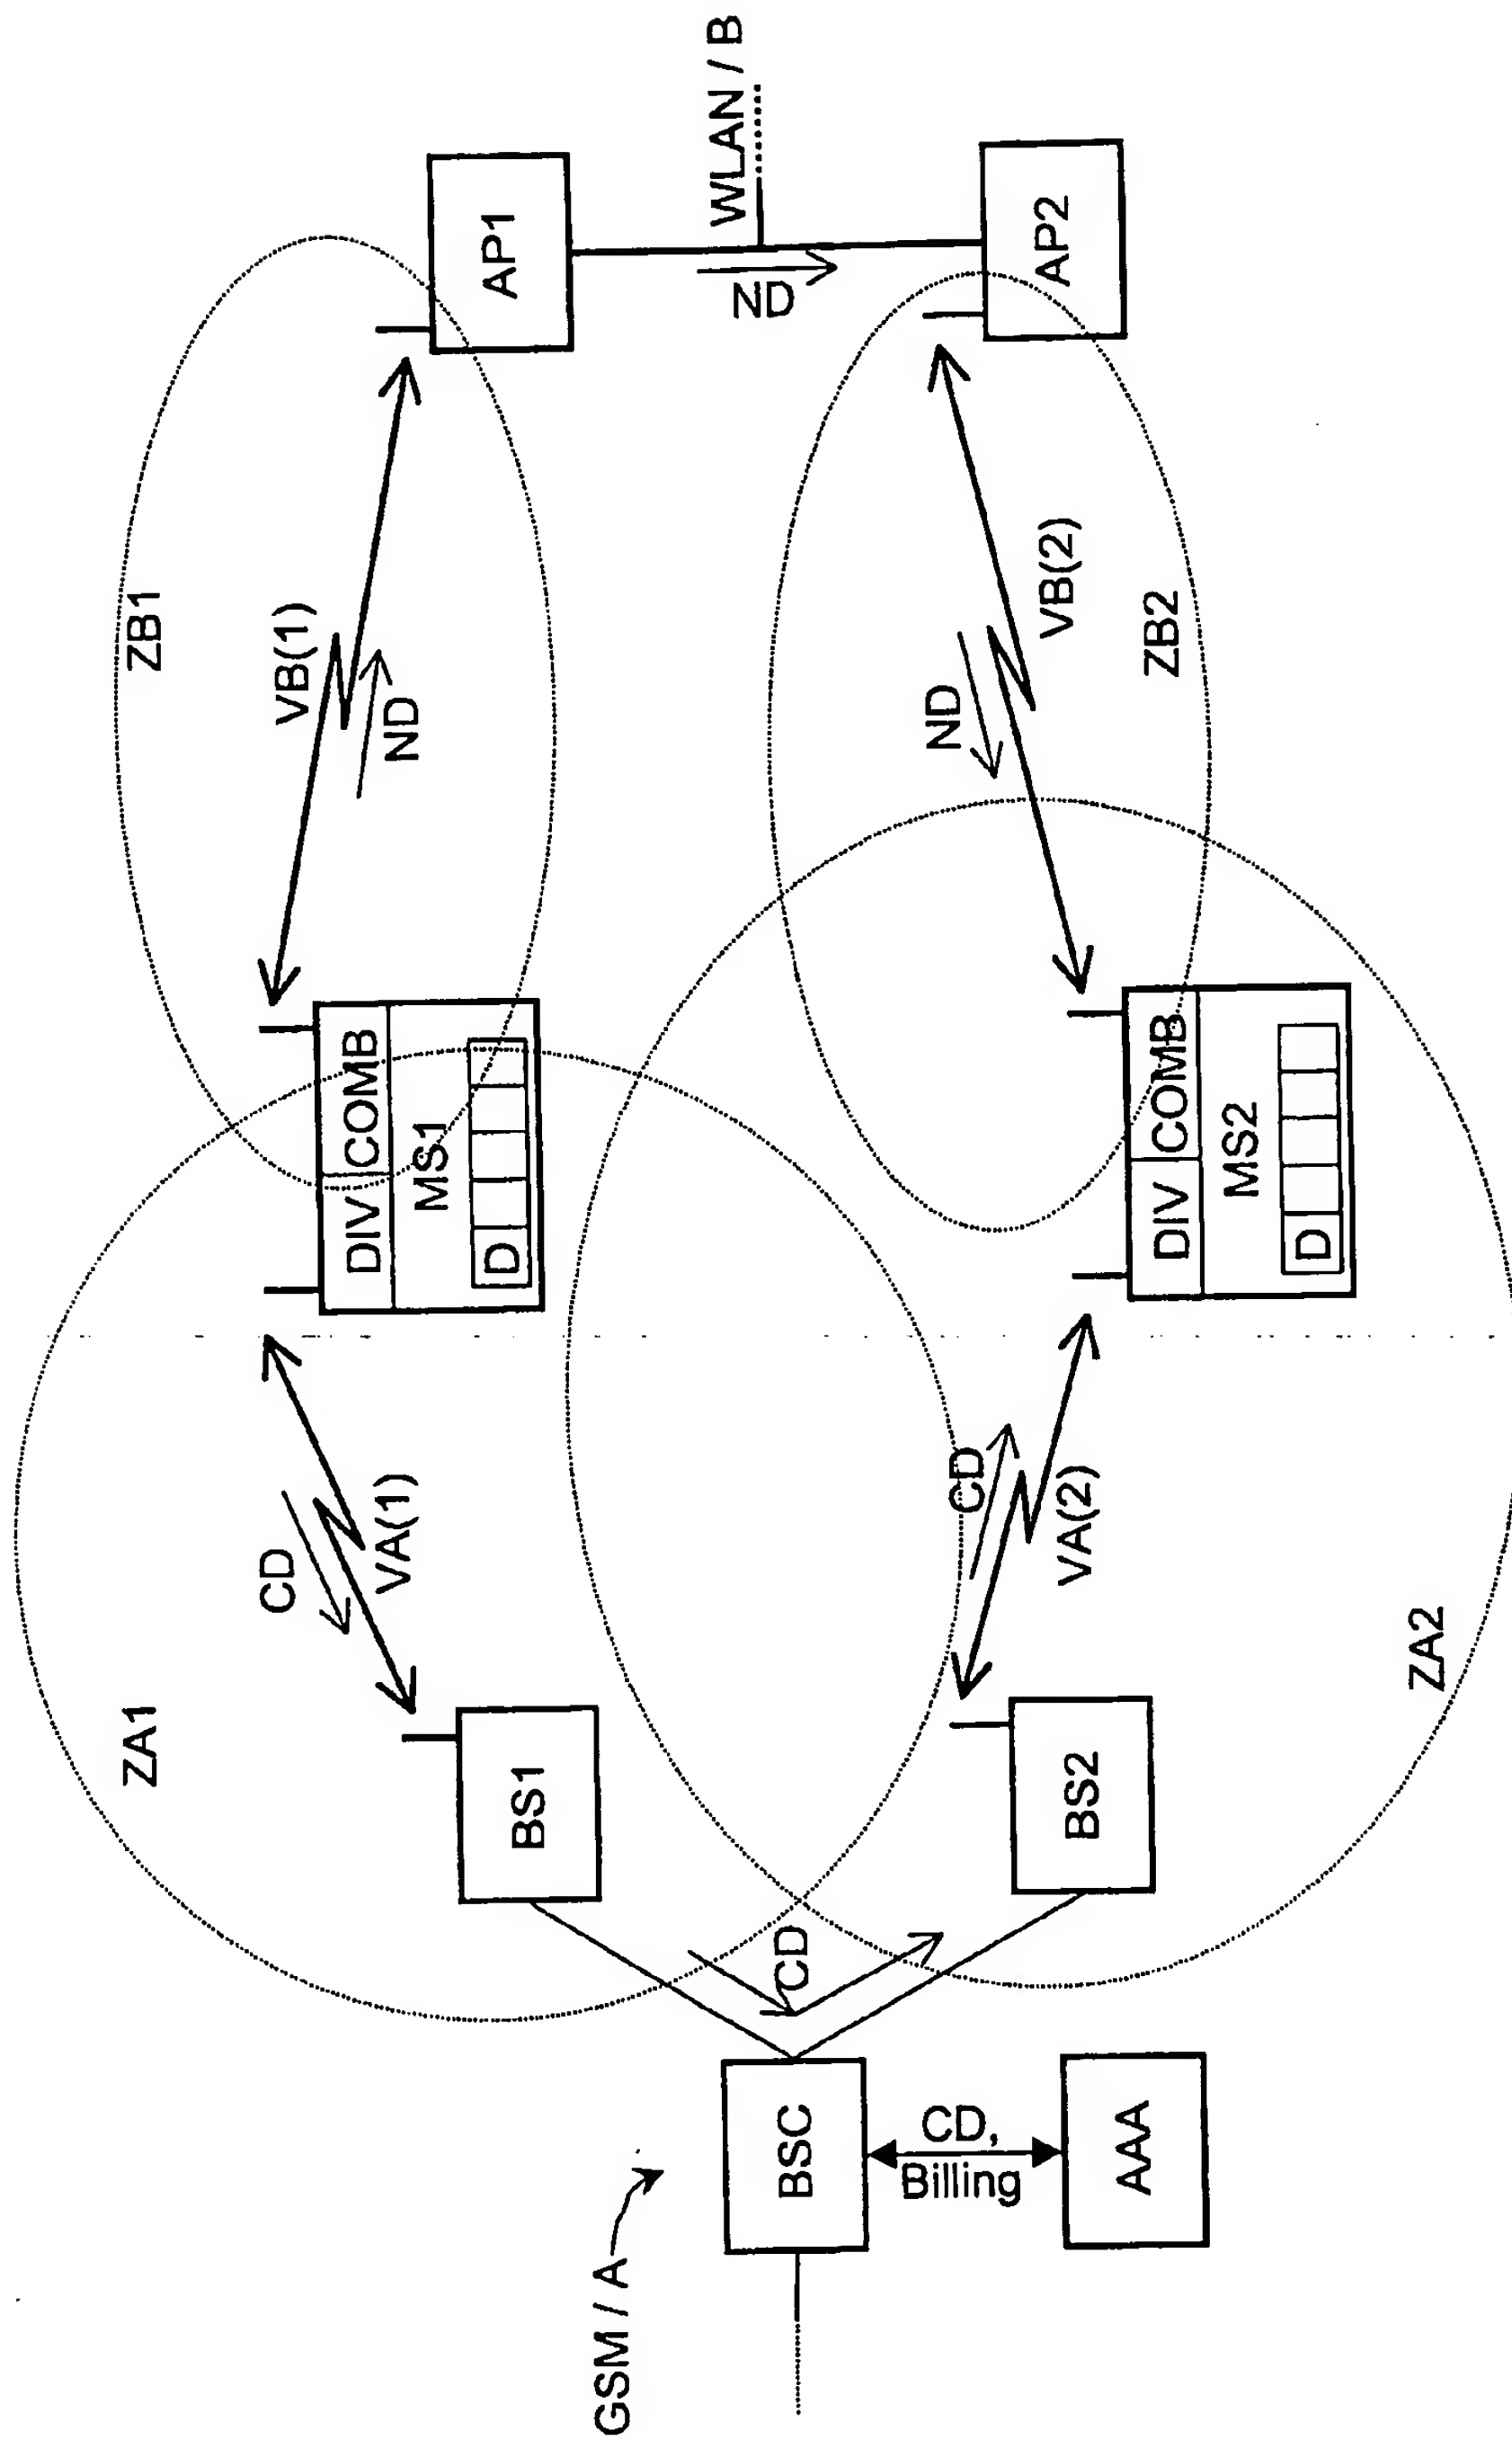 ZA1
ZB1
CD
VA(1)
DIV
COMB
MS1
D
VB(1)
ND
BS1
AP1
GSM / A
WLAN / B
ND
BSC
CD
CD,
Billing
AAA
BS2
CD
VA(2)
ZA2
DIV
COMB
MS2
D
ND
VB(2)
ZB2
AP2